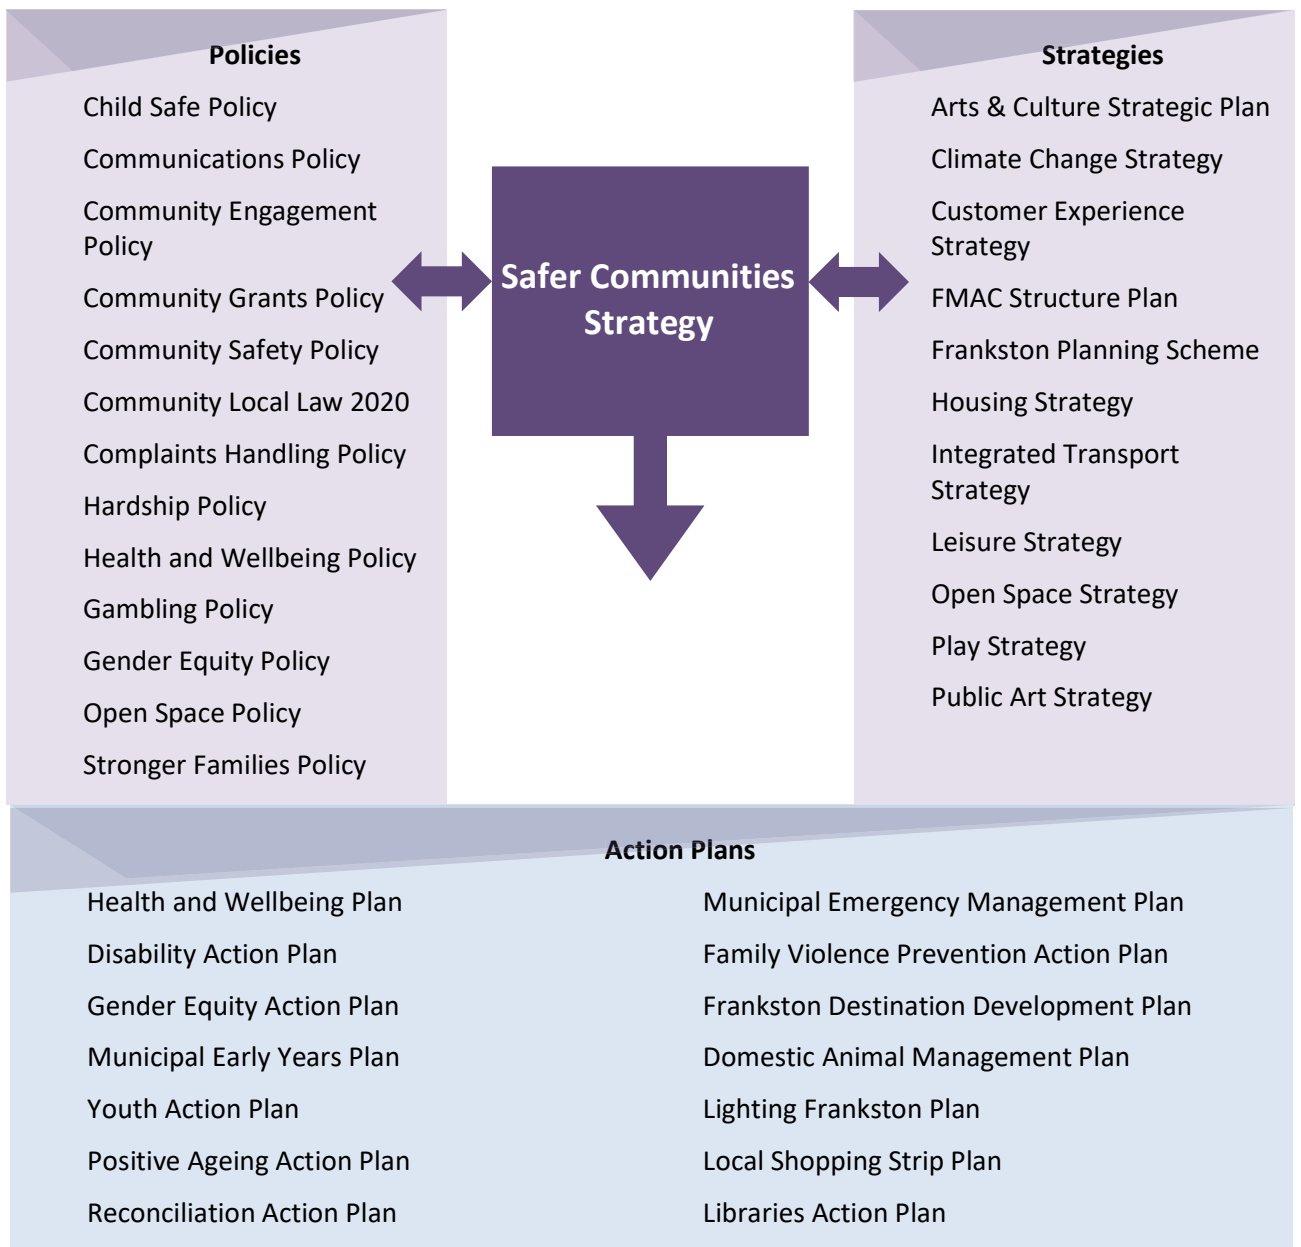 Policies
Child Safe Policy
Communications Policy
Community Engagement
Policy
Community Grants Policy
Community Safety Policy
Community Local Law 2020
Complaints Handling Policy
Hardship Policy
Health and Wellbeing Policy
Gambling Policy
Gender Equity Policy
Open Space Policy
Stronger Families Policy
Safer Communities
Strategy
Strategies
Arts & Culture Strategic Plan
Climate Change Strategy
Customer Experience
Strategy
FMAC Structure Plan
Frankston Planning Scheme
Housing Strategy
Integrated Transport
Strategy
Leisure Strategy
Open Space Strategy
Play Strategy
Public Art Strategy
Action Plans
Health and Wellbeing Plan
Disability Action Plan
Gender Equity Action Plan
Municipal Early Years Plan
Youth Action Plan
Positive Ageing Action Plan
Reconciliation Action Plan
Municipal Emergency Management Plan
Family Violence Prevention Action Plan
Frankston Destination Development Plan
Domestic Animal Management Plan
Lighting Frankston Plan
Local Shopping Strip Plan
Libraries Action Plan